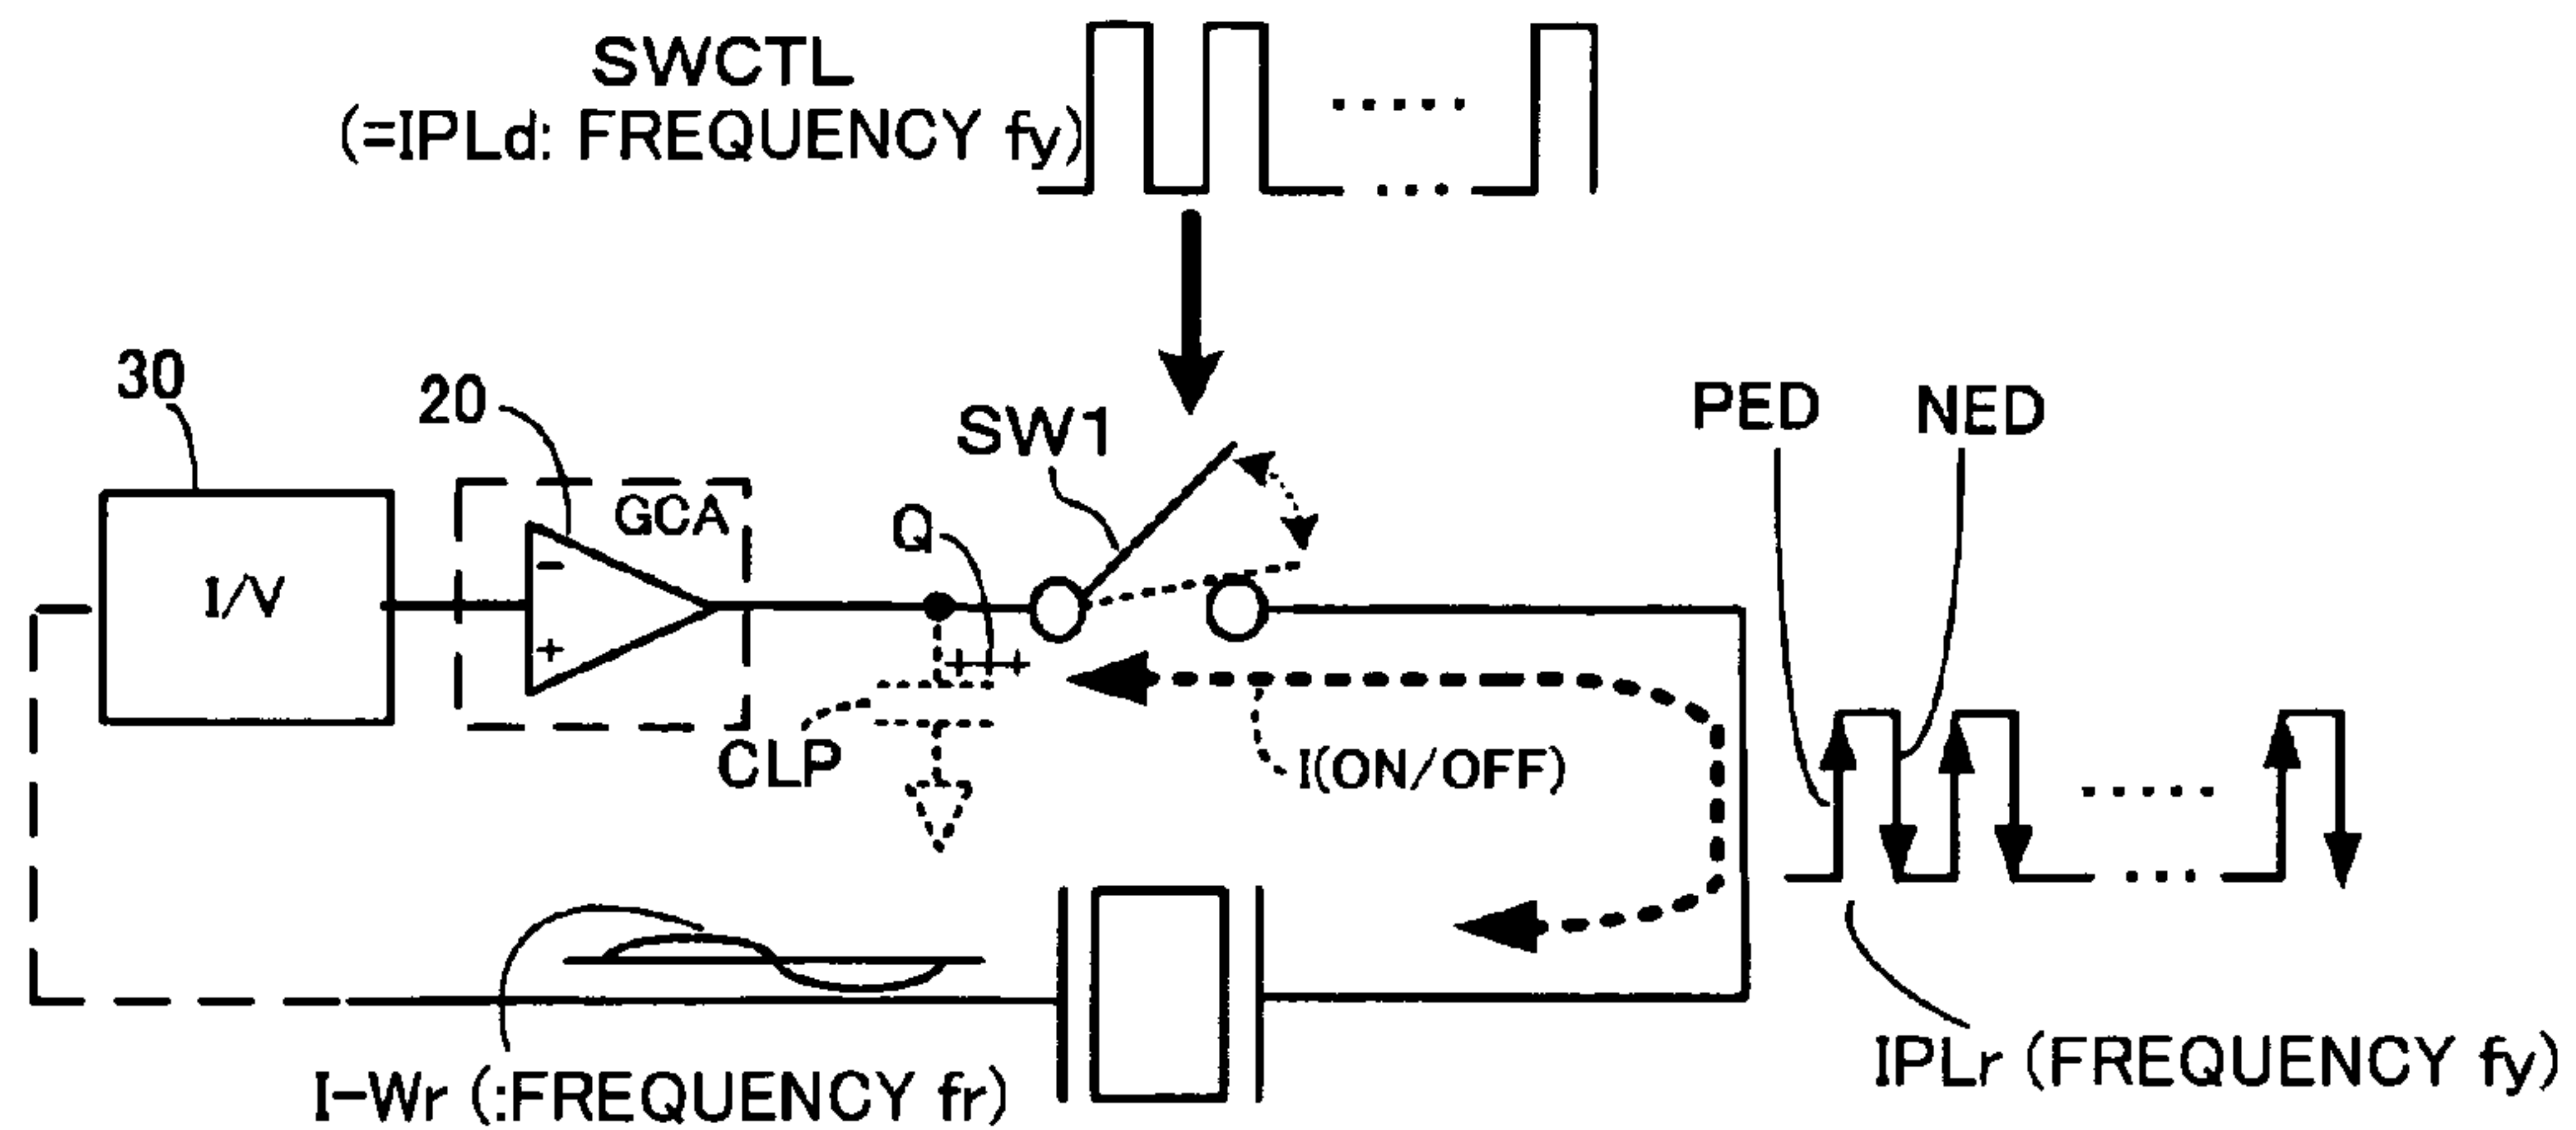 SWCTL
(=IPLd: FREQUENCY fy)
30
20
SW1
PED
NED
GCA
Q
I/V
−
+
+++
CLP
I(ON/OFF)
I−Wr (:FREQUENCY fr)
IPLr (FREQUENCY fy)